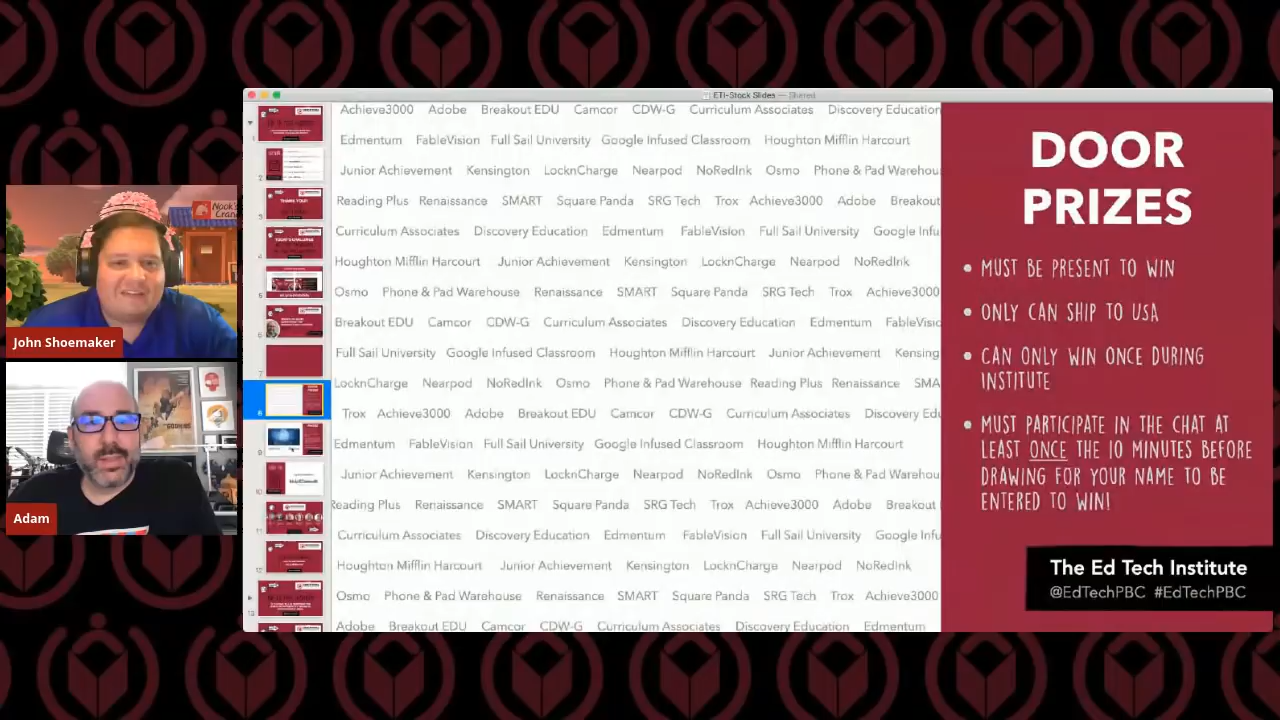 ETI-Stock Slides — Shared
Achieve3000 Adobe Breakout EDU Camcor CDW-G Curriculum Associates Discovery Education
Edmentum FableVision Full Sail University Google Infused Classroom Houghton Mifflin Harcourt
Junior Achievement Kensington LocknCharge Nearpod NoRedInk Osmo Phone & Pad Warehou
Reading Plus Renaissance SMART Square Panda SRG Tech Trox Achieve3000 Adobe Breakout
Curriculum Associates Discovery Education Edmentum FableVision Full Sail University Google Infu
Houghton Mifflin Harcourt Junior Achievement Kensington LocknCharge Nearpod NoRedInk
Osmo Phone & Pad Warehouse Renaissance SMART Square Panda SRG Tech Trox Achieve3000
Breakout EDU Camcor CDW-G Curriculum Associates Discovery Education Edmentum FableVisio
Full Sail University Google Infused Classroom Houghton Mifflin Harcourt Junior Achievement Kensing
LocknCharge Nearpod NoRedInk Osmo Phone & Pad Warehouse Reading Plus Renaissance SMA
Trox Achieve3000 Adobe Breakout EDU Camcor CDW-G Curriculum Associates Discovery Edu
Edmentum FableVision Full Sail University Google Infused Classroom Houghton Mifflin Harcourt
Junior Achievement Kensington LocknCharge Nearpod NoRedInk Osmo Phone & Pad Warehou
Reading Plus Renaissance SMART Square Panda SRG Tech Trox Achieve3000 Adobe Breakout
Curriculum Associates Discovery Education Edmentum FableVision Full Sail University Google Infu
Houghton Mifflin Harcourt Junior Achievement Kensington LocknCharge Nearpod NoRedInk
Osmo Phone & Pad Warehouse Renaissance SMART Square Panda SRG Tech Trox Achieve3000
Adobe Breakout EDU Camcor CDW-G Curriculum Associates Discovery Education Edmentum
DOOR
PRIZES
MUST BE PRESENT TO WIN
ONLY CAN SHIP TO USA
CAN ONLY WIN ONCE DURING
INSTITUTE
MUST PARTICIPATE IN THE CHAT AT
LEAST ONCE THE 10 MINUTES BEFORE
DRAWING FOR YOUR NAME TO BE
ENTERED TO WIN!
The Ed Tech Institute
@EdTechPBC #EdTechPBC
Nook's
Cran
John Shoemaker
Adam
THANK YOU!